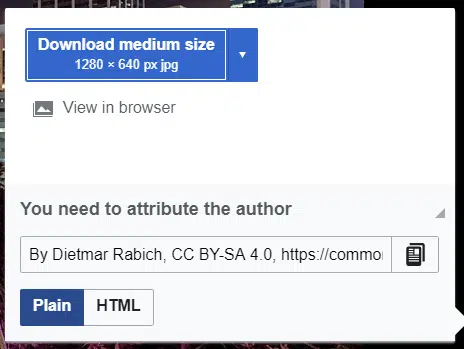 Download medium size
1280 × 640 px jpg
View in browser
You need to attribute the author
By Dietmar Rabich, CC BY-SA 4.0, https://commo
Plain
HTML